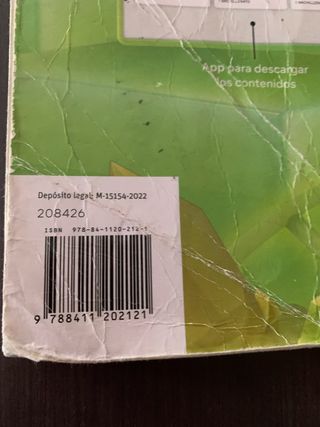 App para descargar
los contenidos
Depósito legal: M-15154-2022
208426
ISBN 978-84-1120-212-1
9 788411 202121